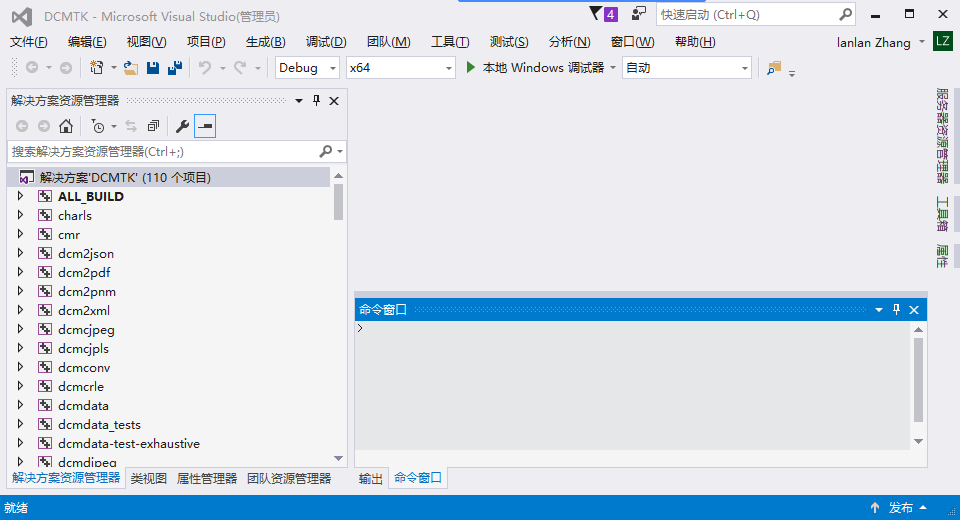 DCMTK - Microsoft Visual Studio(管理员)
4
快速启动 (Ctrl+Q)
文件(F) 编辑(E) 视图(V) 项目(P) 生成(B) 调试(D) 团队(M) 工具(T) 测试(S) 分析(N) 窗口(W) 帮助(H)
lanlan Zhang
LZ
Debug
x64
本地 Windows 调试器
自动
解决方案资源管理器
搜索解决方案资源管理器(Ctrl+;)
解决方案'DCMTK' (110 个项目)
ALL_BUILD
charls
cmr
dcm2json
dcm2pdf
dcm2pnm
dcm2xml
dcmcjpeg
dcmcjpls
dcmconv
dcmcrle
dcmdata
dcmdata_tests
dcmdata-test-exhaustive
dcmdjpeg
解决方案资源管理器 类视图 属性管理器 团队资源管理器
命令窗口
>
输出 命令窗口
服务器资源管理器
工具箱
属性
就绪
发布